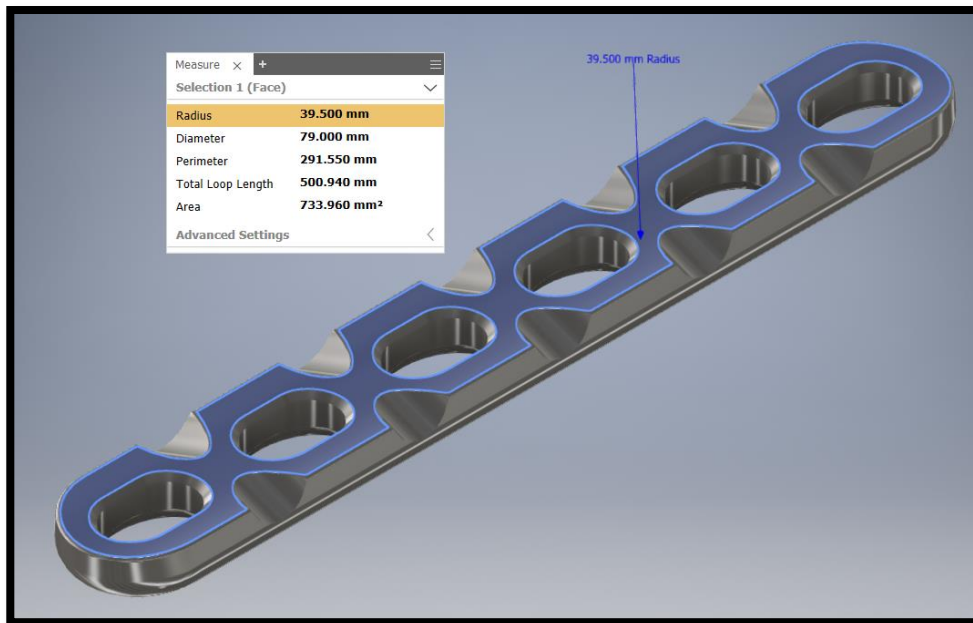 Measure × +
Selection 1 (Face)
Radius 39.500 mm
Diameter 79.000 mm
Perimeter 291.550 mm
Total Loop Length 500.940 mm
Area 733.960 mm²
Advanced Settings
39.500 mm Radius